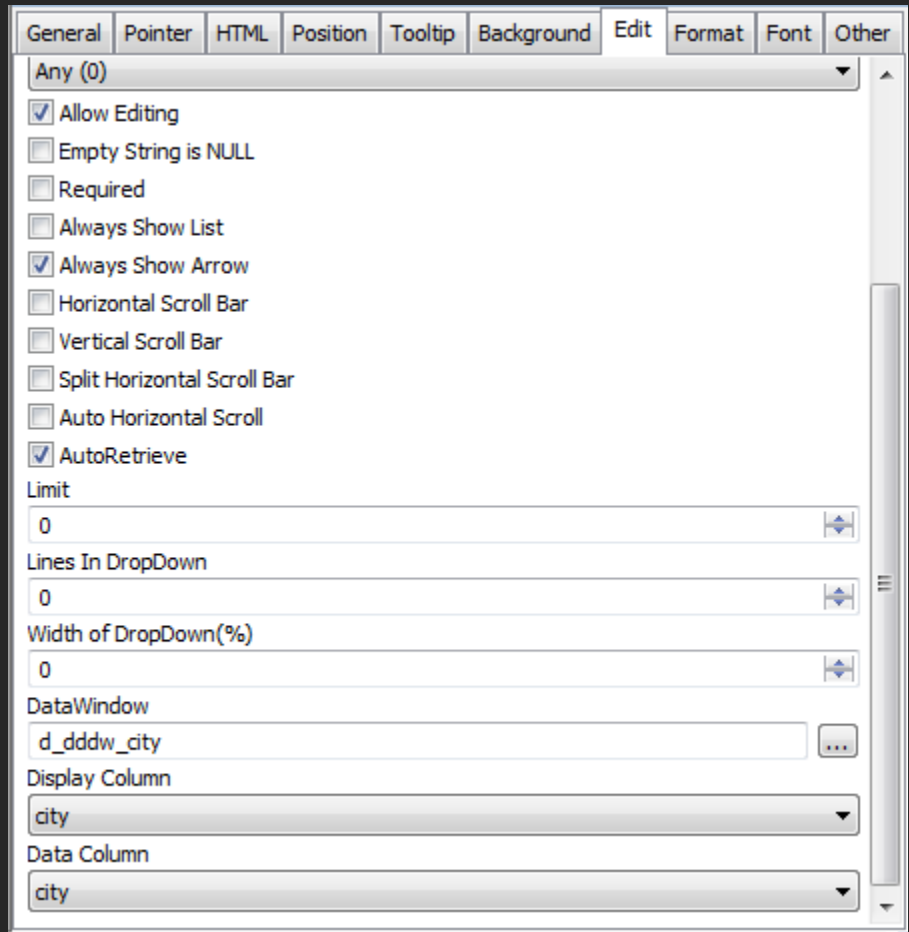 General Pointer HTML Position Tooltip Background Edit Format Font Other
Any (0)
Allow Editing
Empty String is NULL
Required
Always Show List
Always Show Arrow
Horizontal Scroll Bar
Vertical Scroll Bar
Split Horizontal Scroll Bar
Auto Horizontal Scroll
AutoRetrieve
Limit
0
Lines In DropDown
0
Width of DropDown(%)
0
DataWindow
d_dddw_city ...
Display Column
city
Data Column
city